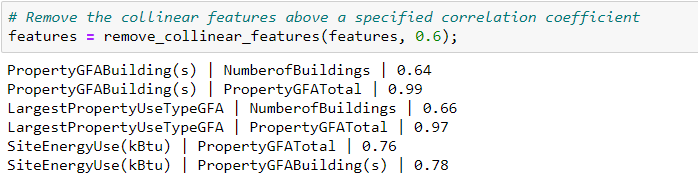 # Remove the collinear features above a specified correlation coefficient
features = remove_collinear_features(features, 0.6);
PropertyGFABuilding(s) | NumberofBuildings | 0.64
PropertyGFABuilding(s) | PropertyGFATotal | 0.99
LargestPropertyUseTypeGFA | NumberofBuildings | 0.66
LargestPropertyUseTypeGFA | PropertyGFATotal | 0.97
SiteEnergyUse(kBtu) | PropertyGFATotal | 0.76
SiteEnergyUse(kBtu) | PropertyGFABuilding(s) | 0.78